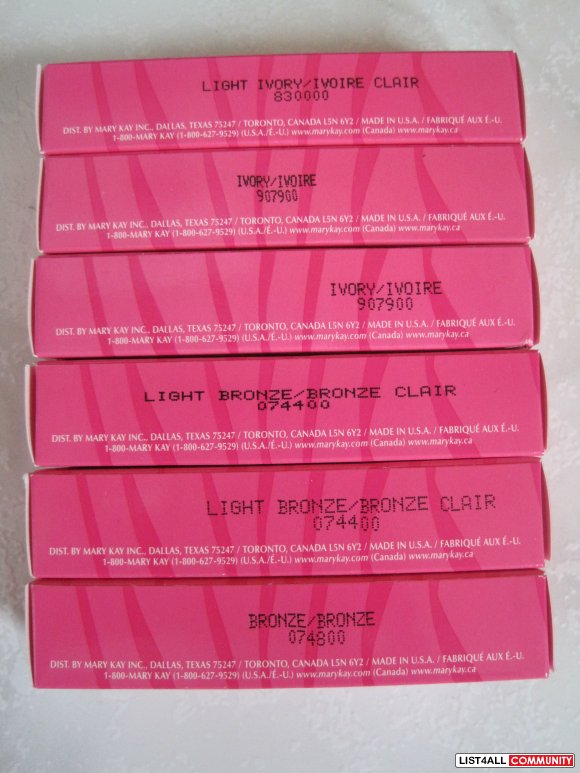 LIGHT IVORY/IVOIRE CLAIR
830000
DIST. BY MARY KAY INC., DALLAS, TEXAS 75247 / TORONTO, CANADA L5N 6Y2 / MADE IN U.S.A. / FABRIQUÉ AUX É.-U.
1-800-MARY KAY (1-800-627-9529) (U.S.A./É.-U.) www.marykay.com (Canada) www.marykay.ca
IVORY/IVOIRE
907900
DIST. BY MARY KAY INC., DALLAS, TEXAS 75247 / TORONTO, CANADA L5N 6Y2 / MADE IN U.S.A. / FABRIQUÉ AUX É.-U.
1-800-MARY KAY (1-800-627-9529) (U.S.A./É.-U.) www.marykay.com (Canada) www.marykay.ca
IVORY/IVOIRE
907900
DIST. BY MARY KAY INC., DALLAS, TEXAS 75247 / TORONTO, CANADA L5N 6Y2 / MADE IN U.S.A. / FABRIQUÉ AUX É.-U.
1-800-MARY KAY (1-800-627-9529) (U.S.A./É.-U.) www.marykay.com (Canada) www.marykay.ca
LIGHT BRONZE/BRONZE CLAIR
074400
DIST. BY MARY KAY INC., DALLAS, TEXAS 75247 / TORONTO, CANADA L5N 6Y2 / MADE IN U.S.A. / FABRIQUÉ AUX É.-U.
1-800-MARY KAY (1-800-627-9529) (U.S.A./É.-U.) www.marykay.com (Canada) www.marykay.ca
LIGHT BRONZE/BRONZE CLAIR
074400
DIST. BY MARY KAY INC., DALLAS, TEXAS 75247 / TORONTO, CANADA L5N 6Y2 / MADE IN U.S.A. / FABRIQUÉ AUX É.-U.
1-800-MARY KAY (1-800-627-9529) (U.S.A./É.-U.) www.marykay.com (Canada) www.marykay.ca
BRONZE/BRONZE
074800
DIST. BY MARY KAY INC., DALLAS, TEXAS 75247 / TORONTO, CANADA L5N 6Y2 / MADE IN U.S.A. / FABRIQUÉ AUX É.-U.
1-800-MARY KAY (1-800-627-9529) (U.S.A./É.-U.) www.marykay.com (Canada) www.marykay.ca
LIST4ALL COMMUNITY